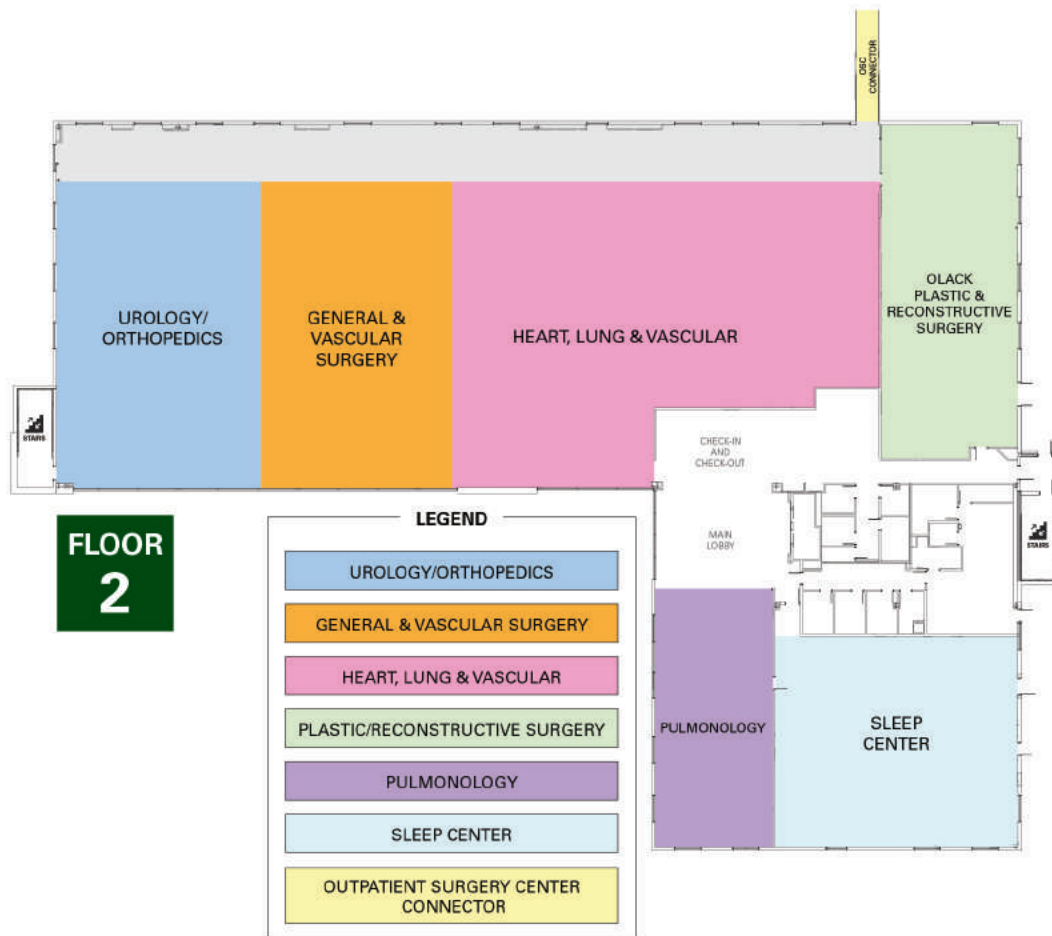 OSC
CONNECTOR
UROLOGY/
ORTHOPEDICS
GENERAL &
VASCULAR
SURGERY
HEART, LUNG & VASCULAR
OLACK
PLASTIC &
RECONSTRUCTIVE
SURGERY
STAIRS
CHECK-IN
AND
CHECK-OUT
MAIN
LOBBY
STAIRS
FLOOR
2
PULMONOLOGY
SLEEP
CENTER
LEGEND
UROLOGY/ORTHOPEDICS
GENERAL & VASCULAR SURGERY
HEART, LUNG & VASCULAR
PLASTIC/RECONSTRUCTIVE SURGERY
PULMONOLOGY
SLEEP CENTER
OUTPATIENT SURGERY CENTER
CONNECTOR